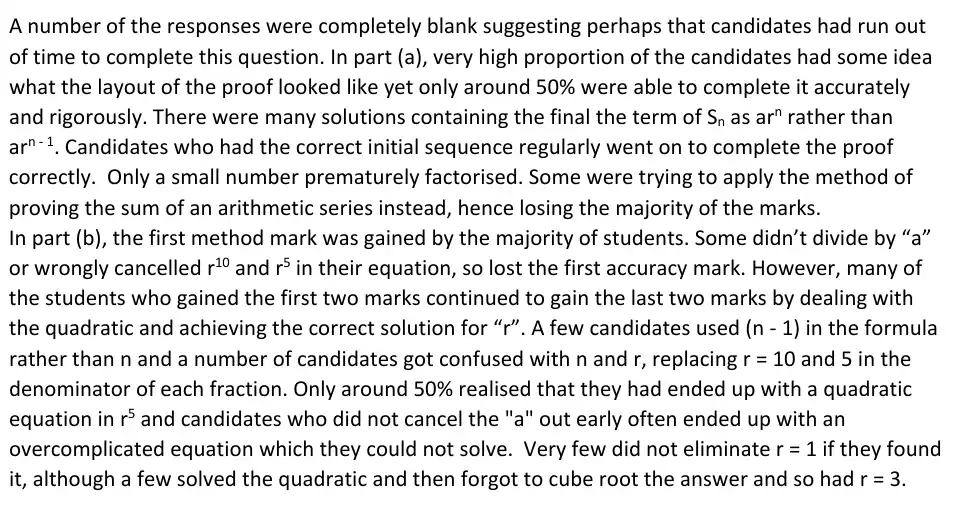 A number of the responses were completely blank suggesting perhaps that candidates had run out
of time to complete this question. In part (a), very high proportion of the candidates had some idea
what the layout of the proof looked like yet only around 50% were able to complete it accurately
and rigorously. There were many solutions containing the final the term of Sₙ as arⁿ rather than
arⁿ⁻¹. Candidates who had the correct initial sequence regularly went on to complete the proof
correctly. Only a small number prematurely factorised. Some were trying to apply the method of
proving the sum of an arithmetic series instead, hence losing the majority of the marks.
In part (b), the first method mark was gained by the majority of students. Some didn’t divide by “a”
or wrongly cancelled r¹⁰ and r⁵ in their equation, so lost the first accuracy mark. However, many of
the students who gained the first two marks continued to gain the last two marks by dealing with
the quadratic and achieving the correct solution for “r”. A few candidates used (n - 1) in the formula
rather than n and a number of candidates got confused with n and r, replacing r = 10 and 5 in the
denominator of each fraction. Only around 50% realised that they had ended up with a quadratic
equation in r⁵ and candidates who did not cancel the "a" out early often ended up with an
overcomplicated equation which they could not solve. Very few did not eliminate r = 1 if they found
it, although a few solved the quadratic and then forgot to cube root the answer and so had r = 3.